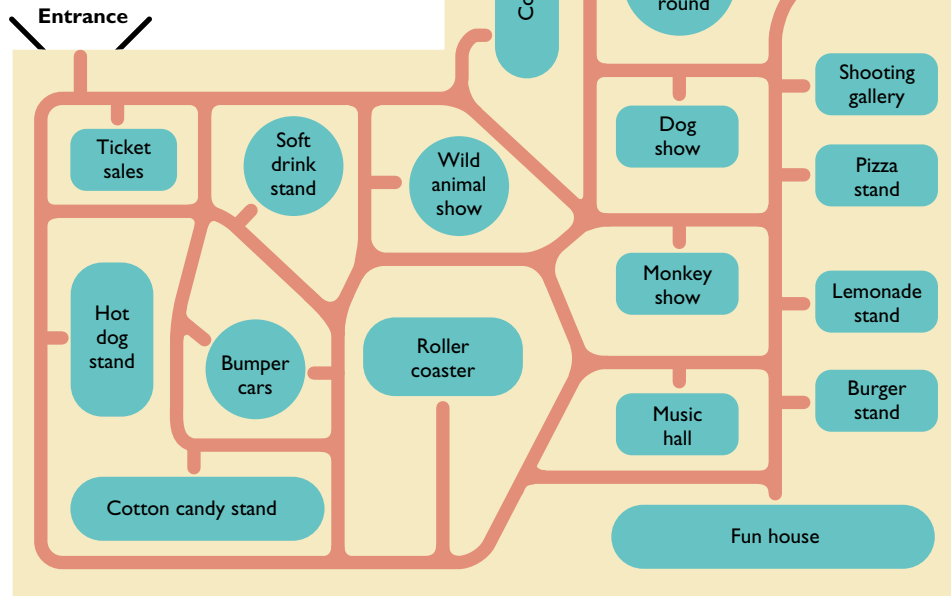 Entrance
round
Shooting
gallery
Dog
show
Ticket
sales
Soft
drink
stand
Wild
animal
show
Pizza
stand
Monkey
show
Lemonade
stand
Hot
dog
stand
Roller
coaster
Bumper
cars
Burger
stand
Music
hall
Cotton candy stand
Fun house